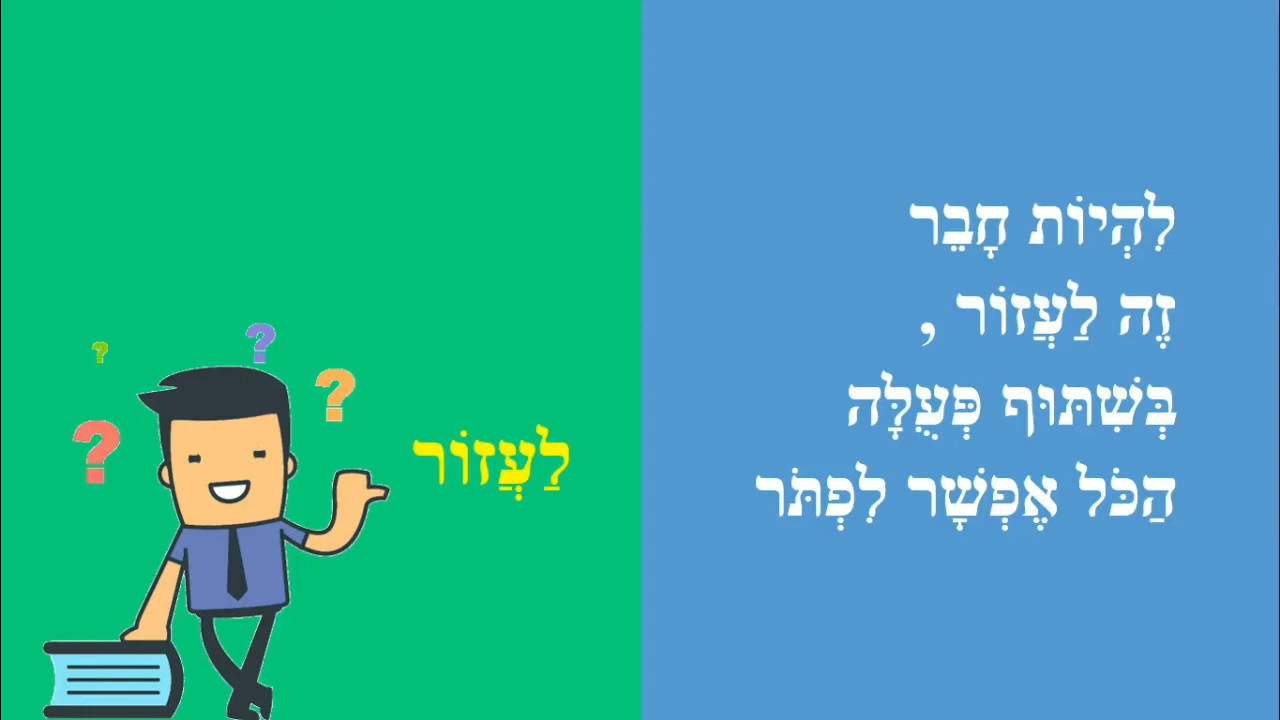 לִהְיוֹת חָבֵר
זֶה לַעֲזוֹר ,
בְּשִׁתּוּף פְּעֻלָּה
הַכֹּל אֶפְשָׁר לִפְתֹּר
לַעֲזוֹר
? ? ? ?